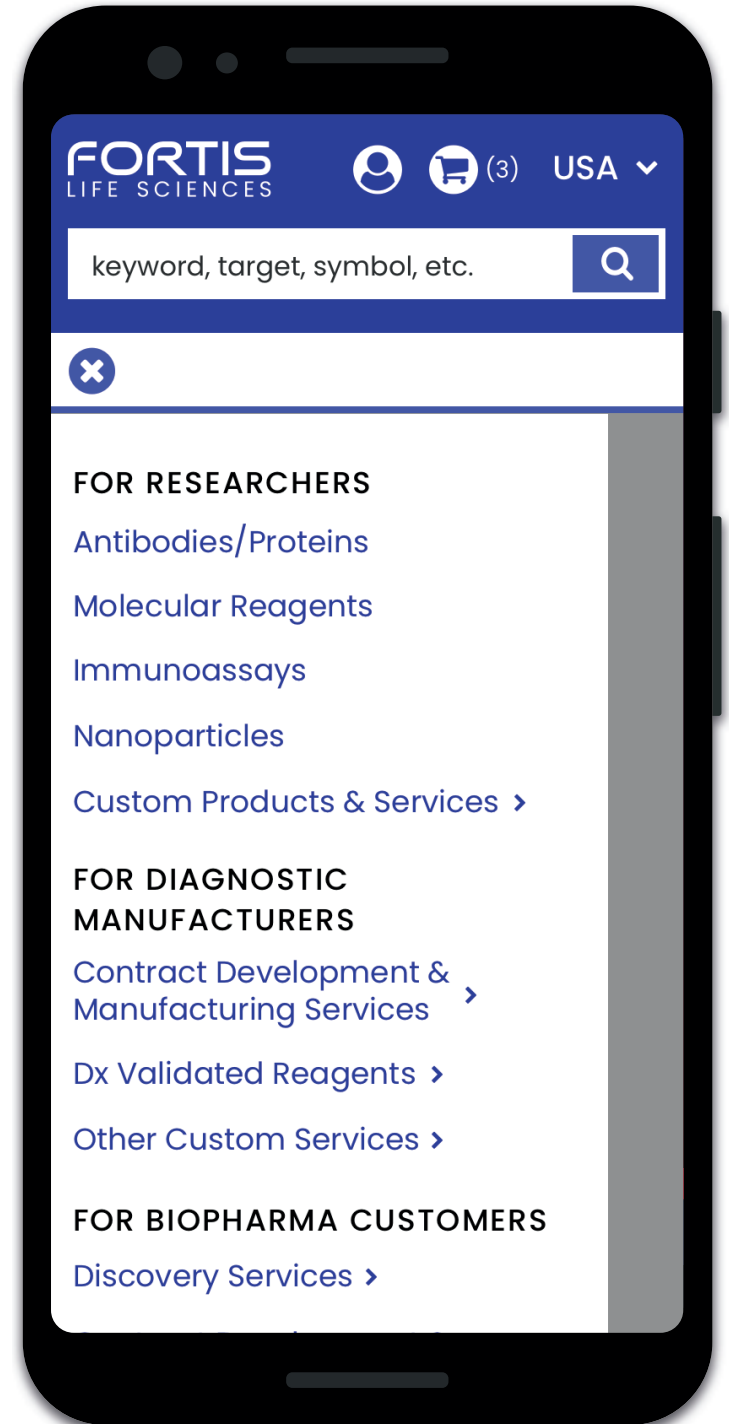 FORTIS
LIFE SCIENCES
(3)
USA
keyword, target, symbol, etc.
FOR RESEARCHERS
Antibodies/Proteins
Molecular Reagents
Immunoassays
Nanoparticles
Custom Products & Services
FOR DIAGNOSTIC
MANUFACTURERS
Contract Development &
Manufacturing Services
Dx Validated Reagents
Other Custom Services
FOR BIOPHARMA CUSTOMERS
Discovery Services